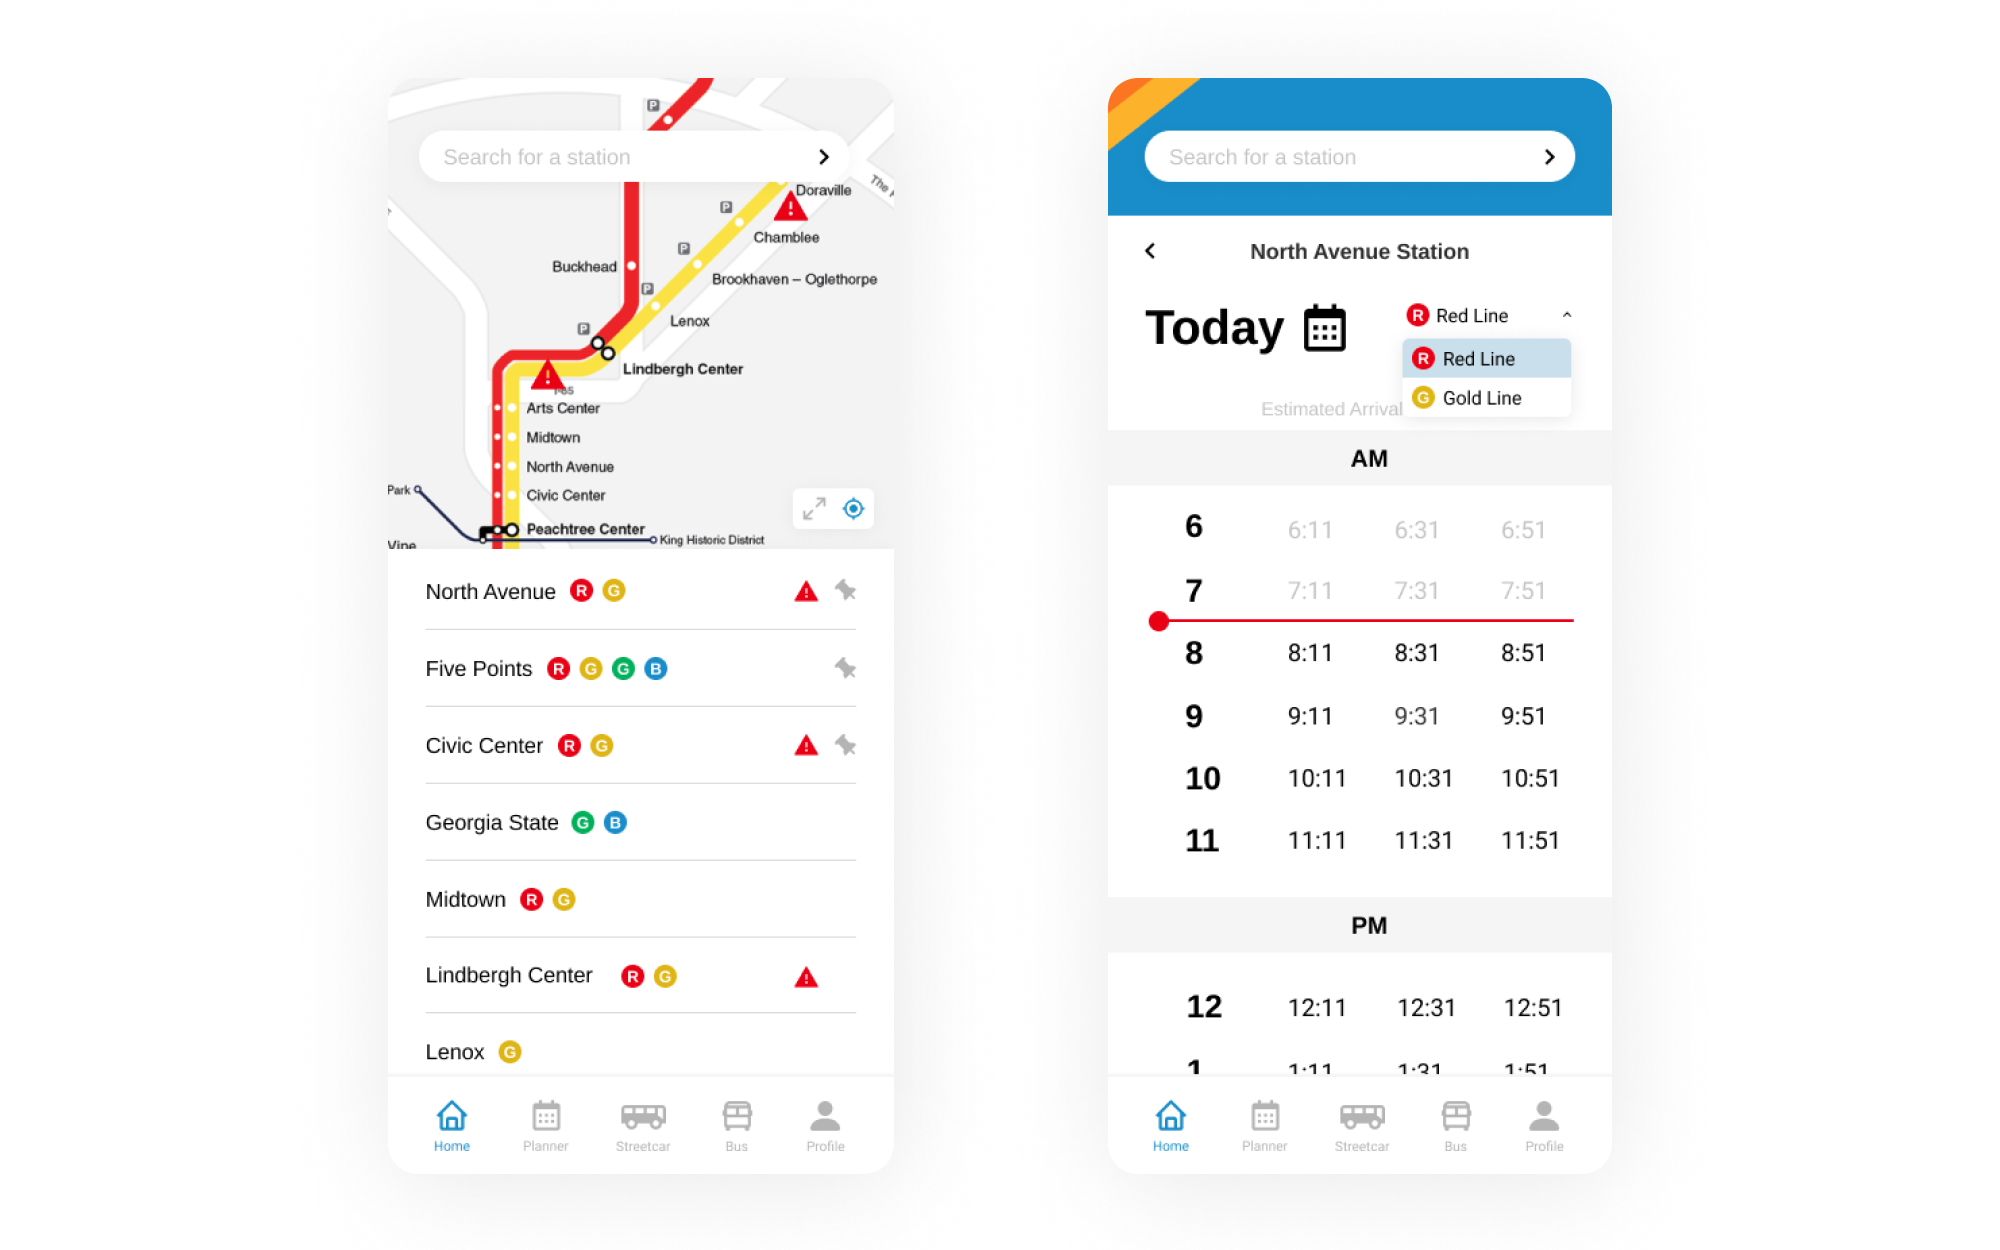 P
Search for a station
Doraville
The
P
Chamblee
P
Buckhead
Brookhaven – Oglethorpe
P
Lenox
P
Lindbergh Center
I-85
Arts Center
Midtown
North Avenue
Civic Center
Park
Peachtree Center
King Historic District
Vine
North Avenue R G
Five Points R G G B
Civic Center R G
Georgia State G B
Midtown R G
Lindbergh Center R G
Lenox G
Home Planner Streetcar Bus Profile
Search for a station
North Avenue Station
Today
R Red Line
R Red Line
G Gold Line
Estimated Arrival
AM
6 6:11 6:31 6:51
7 7:11 7:31 7:51
8 8:11 8:31 8:51
9 9:11 9:31 9:51
10 10:11 10:31 10:51
11 11:11 11:31 11:51
PM
12 12:11 12:31 12:51
1 1:11 1:31 1:51
Home Planner Streetcar Bus Profile